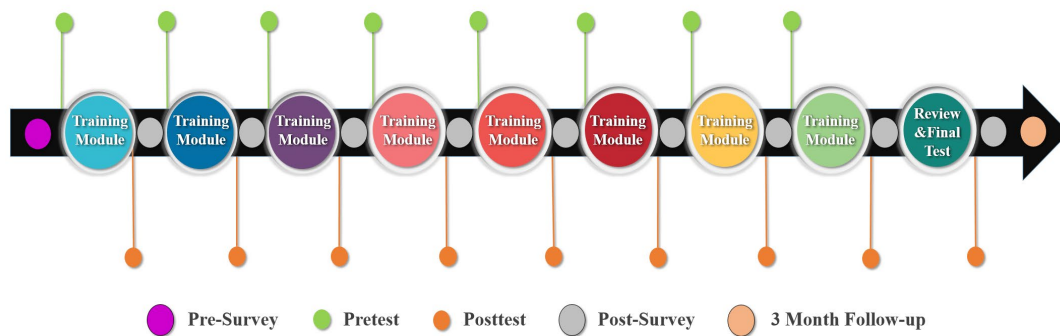 Training
Module
Training
Module
Training
Module
Training
Module
Training
Module
Training
Module
Training
Module
Training
Module
Review
&Final
Test
Pre-Survey
Pretest
Posttest
Post-Survey
3 Month Follow-up